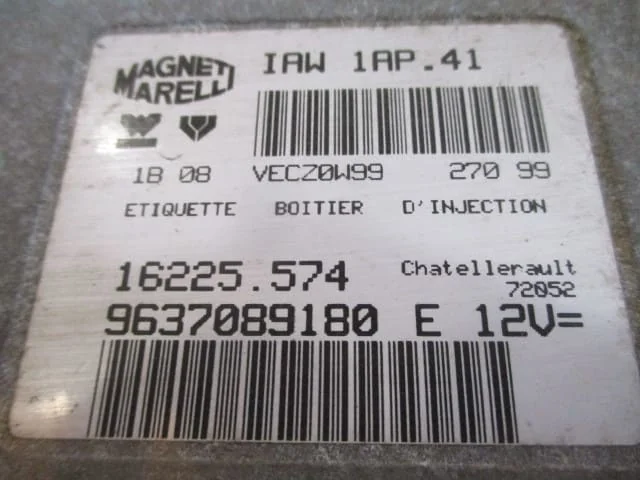 MAGNETI MARELLI
IAW 1AP.41
1B 08 VECZ0W99 270 99
ETIQUETTE BOITIER D'INJECTION
16225.574 Chatellerault
72052
9637089180 E 12V=